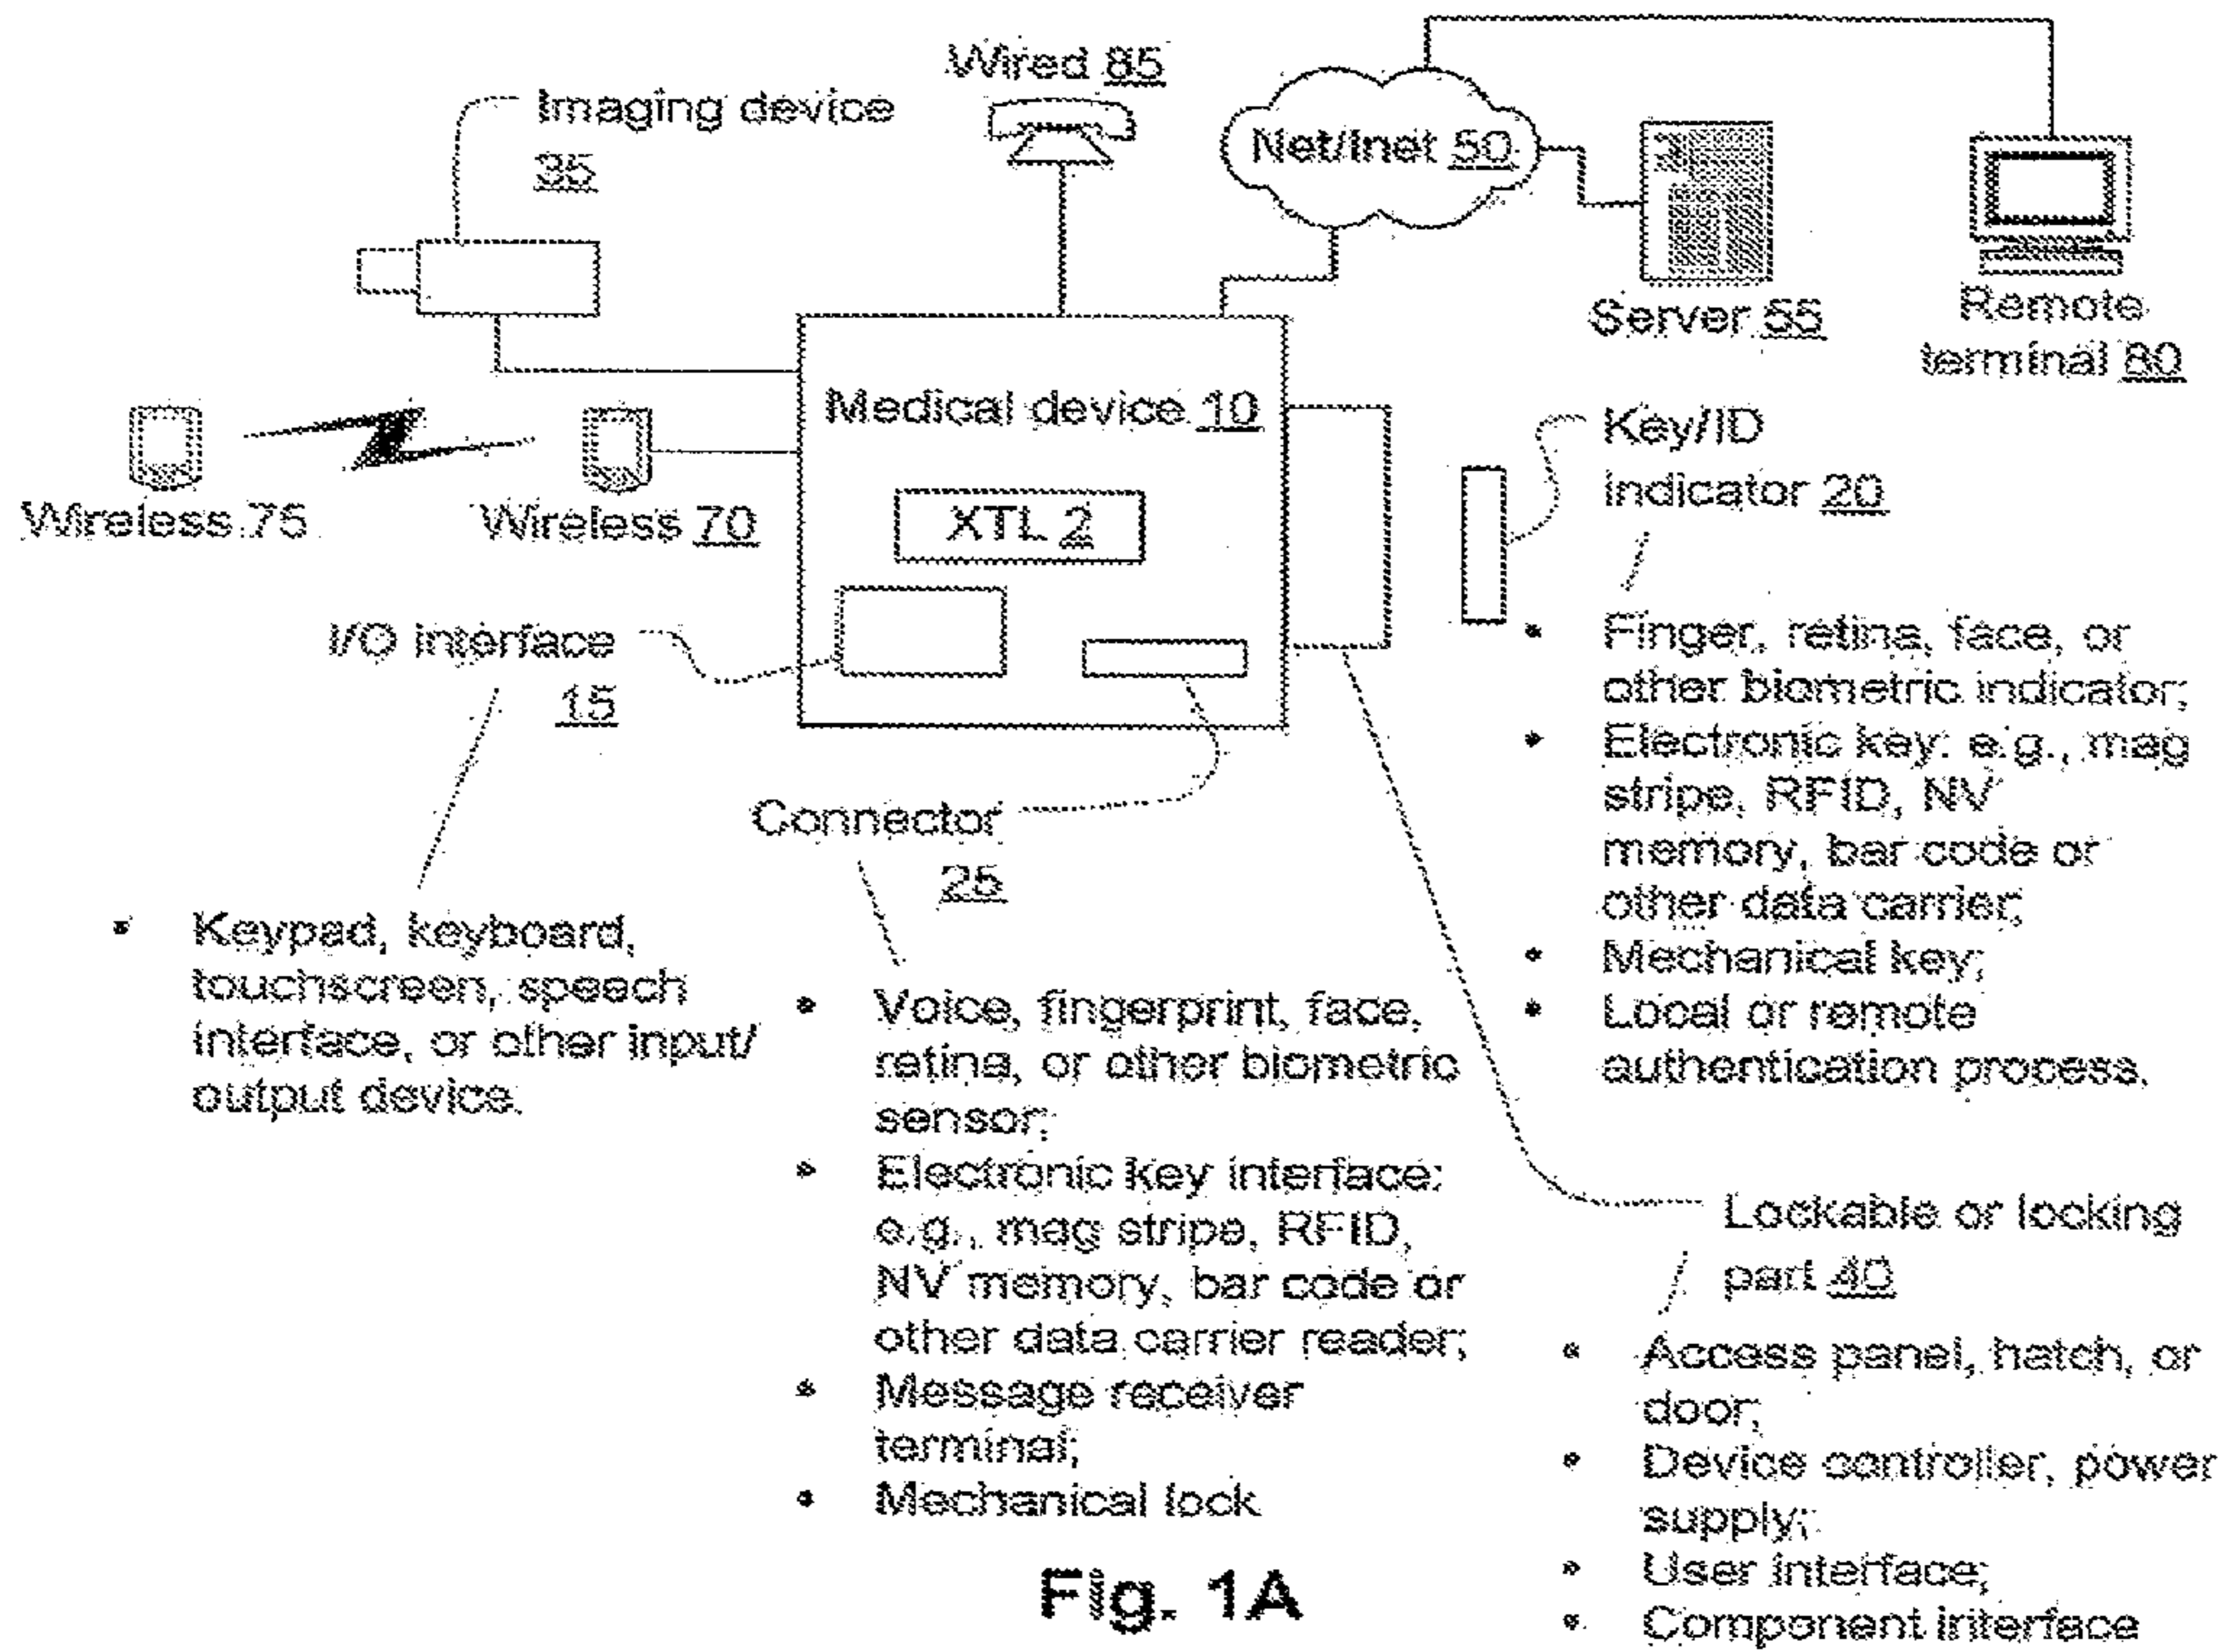 Wired 85
Imaging device
35
Net/Inet 50
Server 55
Remote
terminal 80
Medical device 10
XTL 2
Wireless 75
Wireless 70
Key/ID
indicator 20
• Finger, retina, face, or
other biometric indicator;
• Electronic key: e.g., mag
stripe, RFID, NV
memory, bar code or
other data carrier;
• Mechanical key;
• Local or remote
authentication process.
I/O interface
15
• Keypad, keyboard,
touchscreen, speech
interface, or other input/
output device.
Connector
25
• Voice, fingerprint, face,
retina, or other biometric
sensor;
• Electronic key interface:
e.g., mag stripe, RFID,
NV memory, bar code or
other data carrier reader;
• Message receiver
terminal;
• Mechanical lock
Lockable or locking
part 40
• Access panel, hatch, or
door;
• Device controller, power
supply;
• User interface;
• Component interface
Fig. 1A